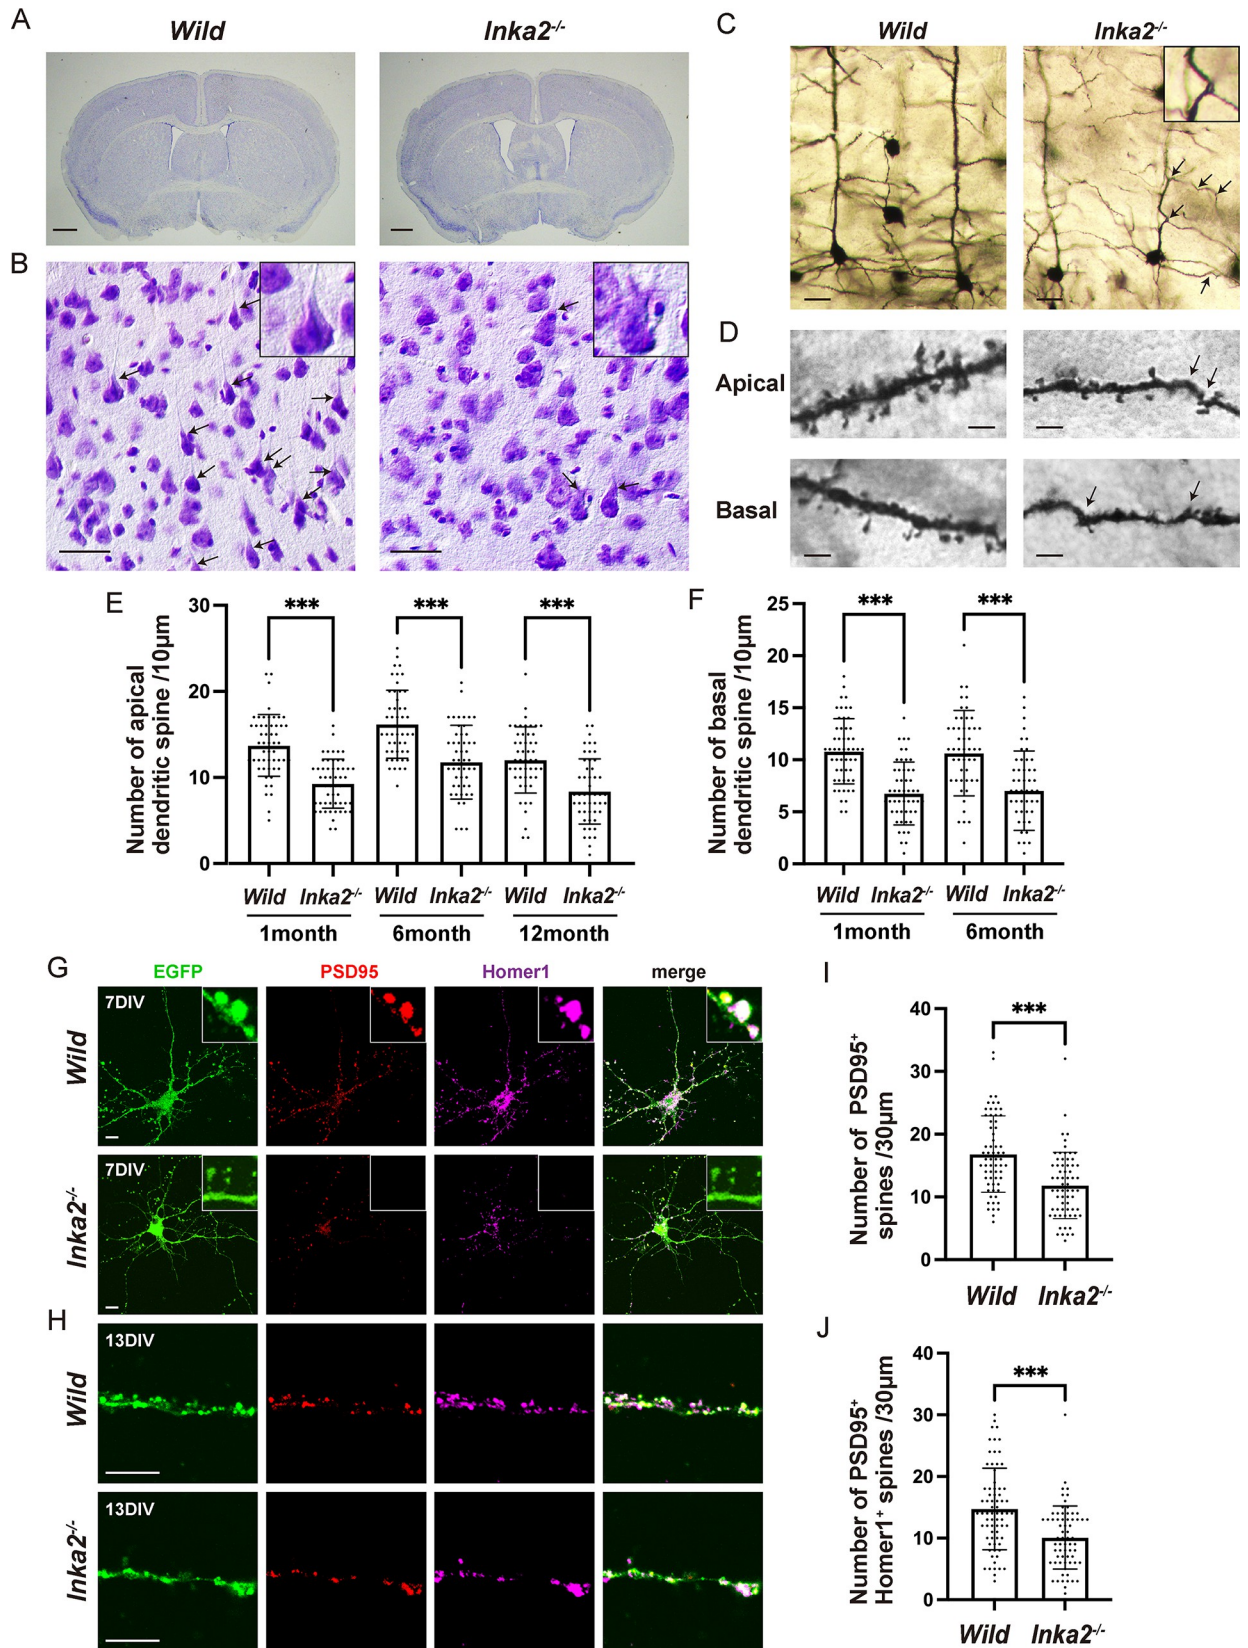 A
Wild
Inka2-/-
C
Wild
Inka2-/-
B
D
Apical
Basal
E
***
***
***
Number of apical
dendritic spine /10μm
30
20
10
0
Wild
Inka2-/-
Wild
Inka2-/-
Wild
Inka2-/-
1month
6month
12month
F
***
***
Number of basal
dendritic spine /10μm
25
20
15
10
5
0
Wild
Inka2-/-
Wild
Inka2-/-
1month
6month
G
EGFP
PSD95
Homer1
merge
Wild
7DIV
Inka2-/-
7DIV
H
Wild
13DIV
Inka2-/-
13DIV
I
***
Number of PSD95+
spines /30μm
40
30
20
10
0
Wild
Inka2-/-
J
***
Number of PSD95+
Homer1+ spines /30μm
40
30
20
10
0
Wild
Inka2-/-